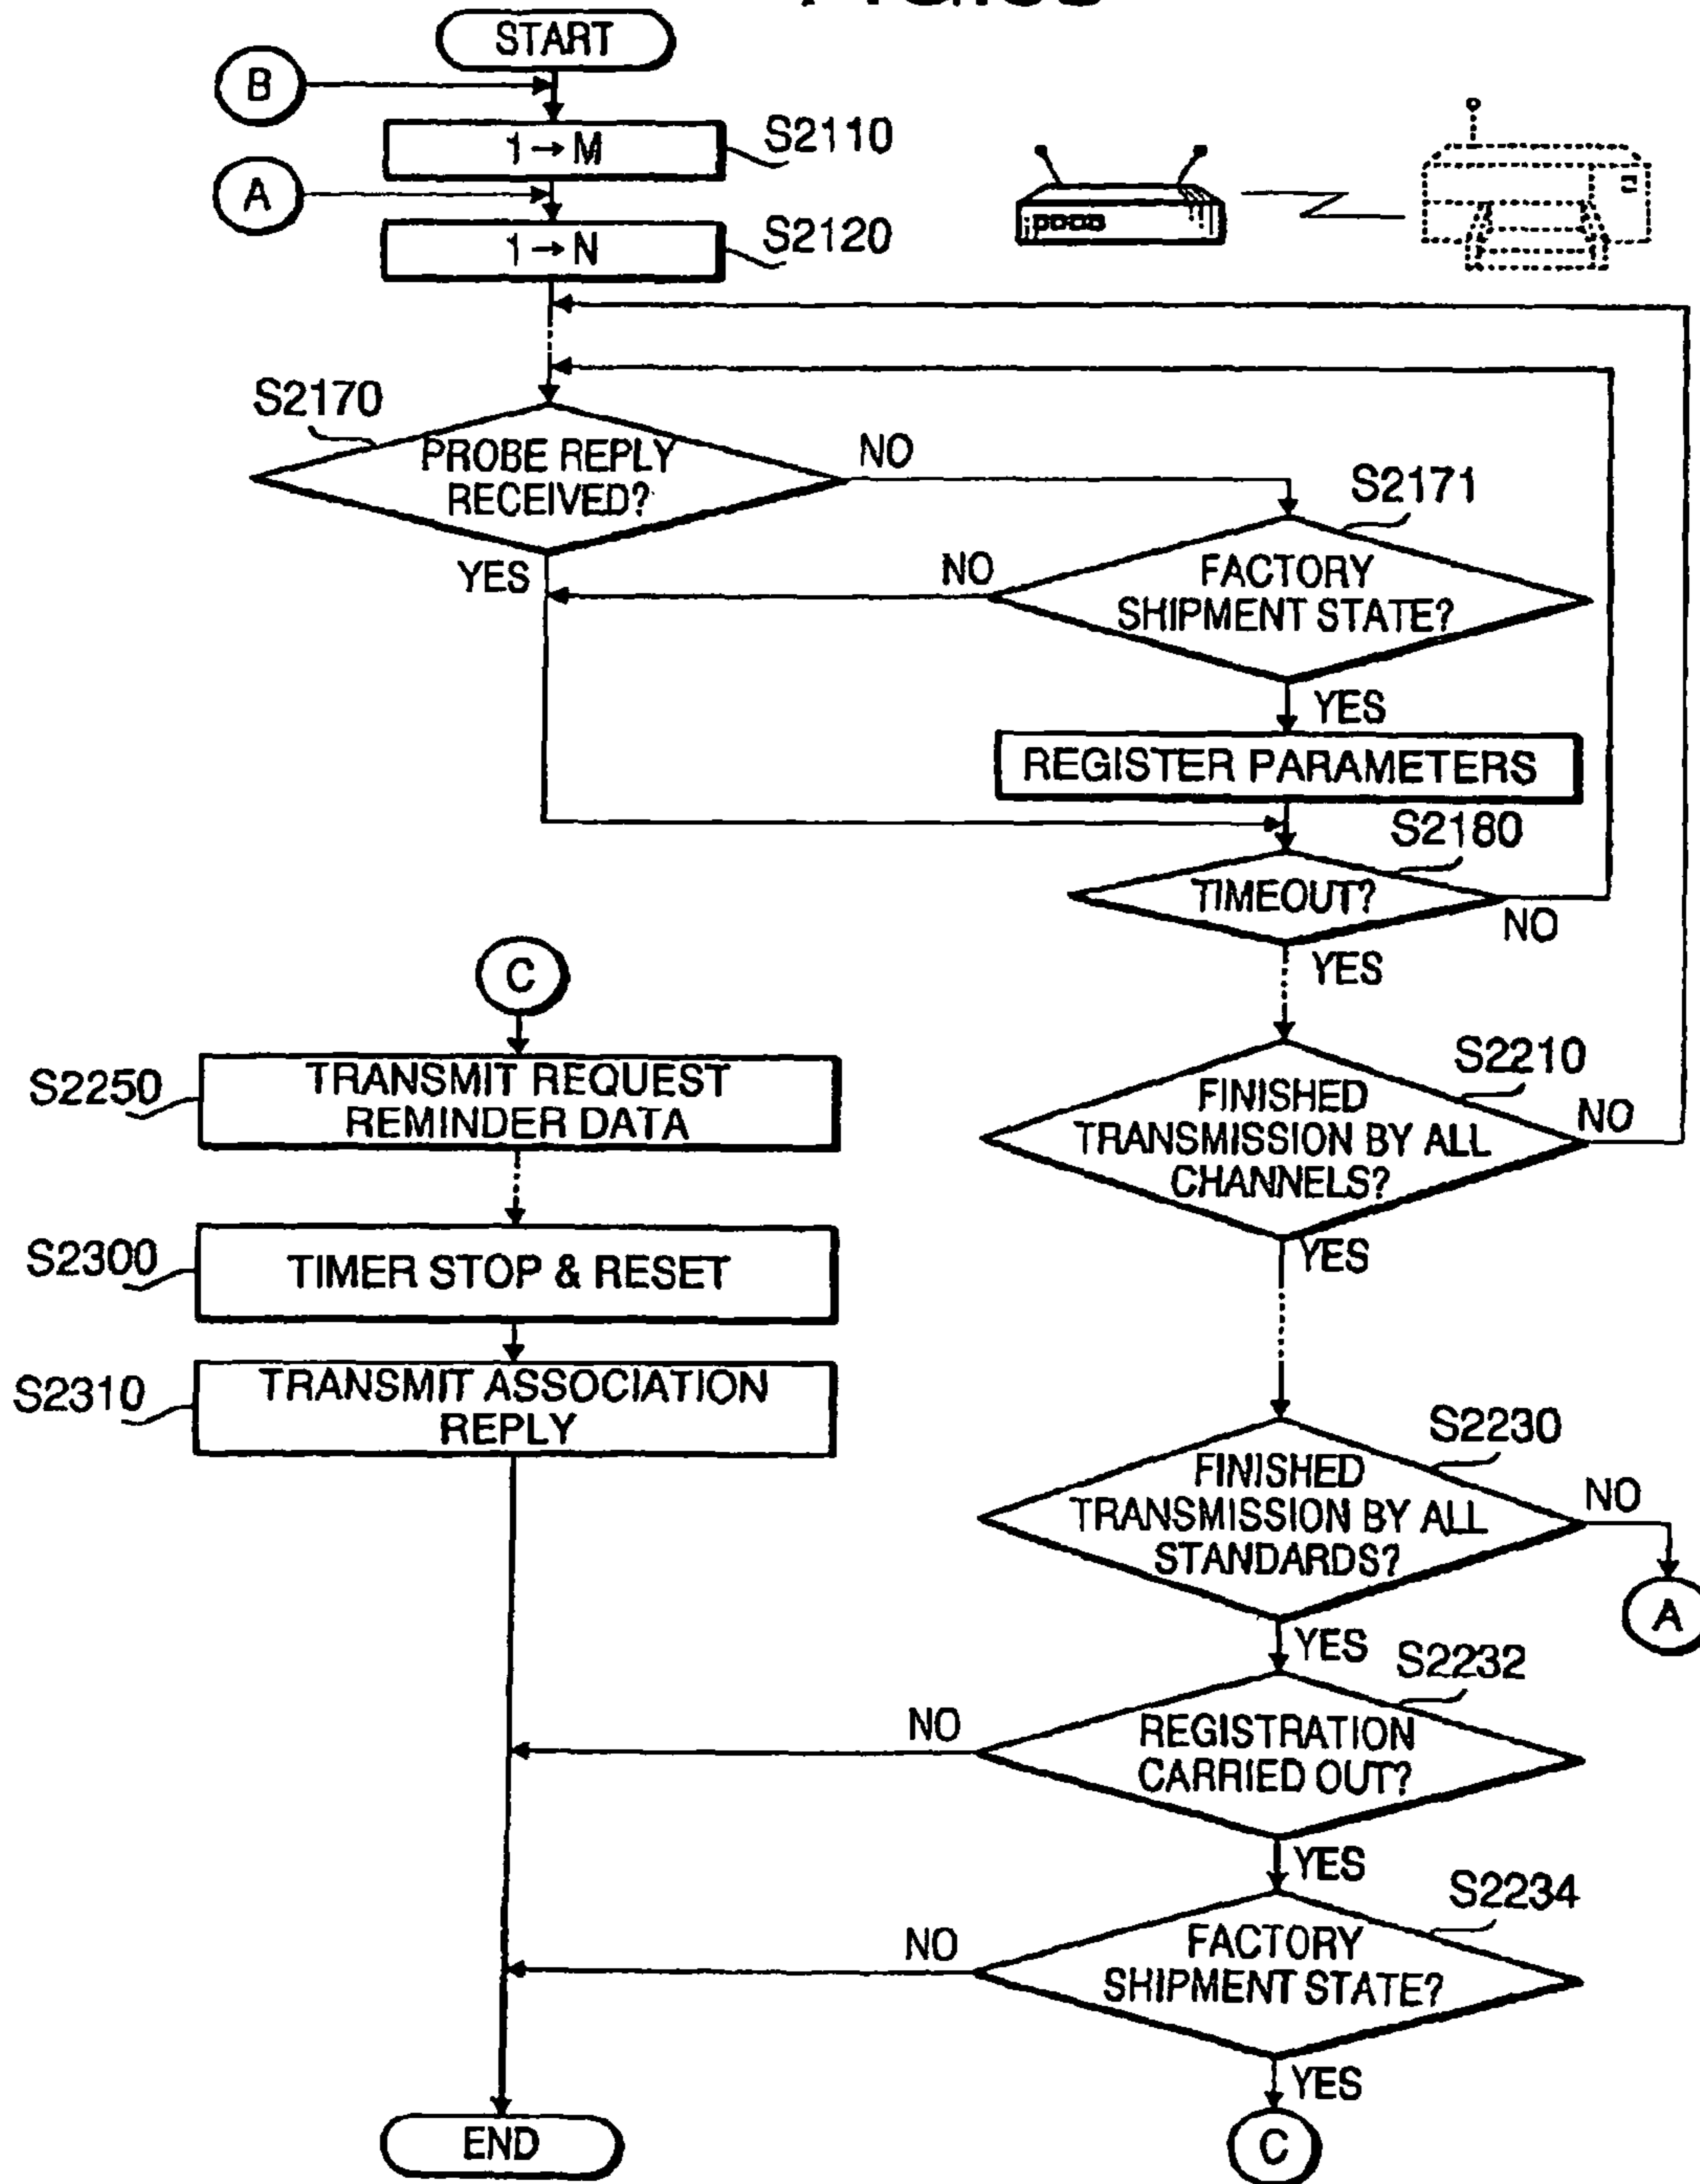 START
B
1→M
S2110
A
1→N
S2120
S2170
PROBE REPLY
RECEIVED?
NO
S2171
YES
NO
FACTORY
SHIPMENT STATE?
YES
REGISTER PARAMETERS
S2180
TIMEOUT?
NO
YES
C
S2250
TRANSMIT REQUEST
REMINDER DATA
S2210
FINISHED
TRANSMISSION BY ALL
CHANNELS?
NO
YES
S2300
TIMER STOP & RESET
S2310
TRANSMIT ASSOCIATION
REPLY
S2230
FINISHED
TRANSMISSION BY ALL
STANDARDS?
NO
A
YES
S2232
REGISTRATION
CARRIED OUT?
NO
YES
S2234
FACTORY
SHIPMENT STATE?
NO
YES
END
C